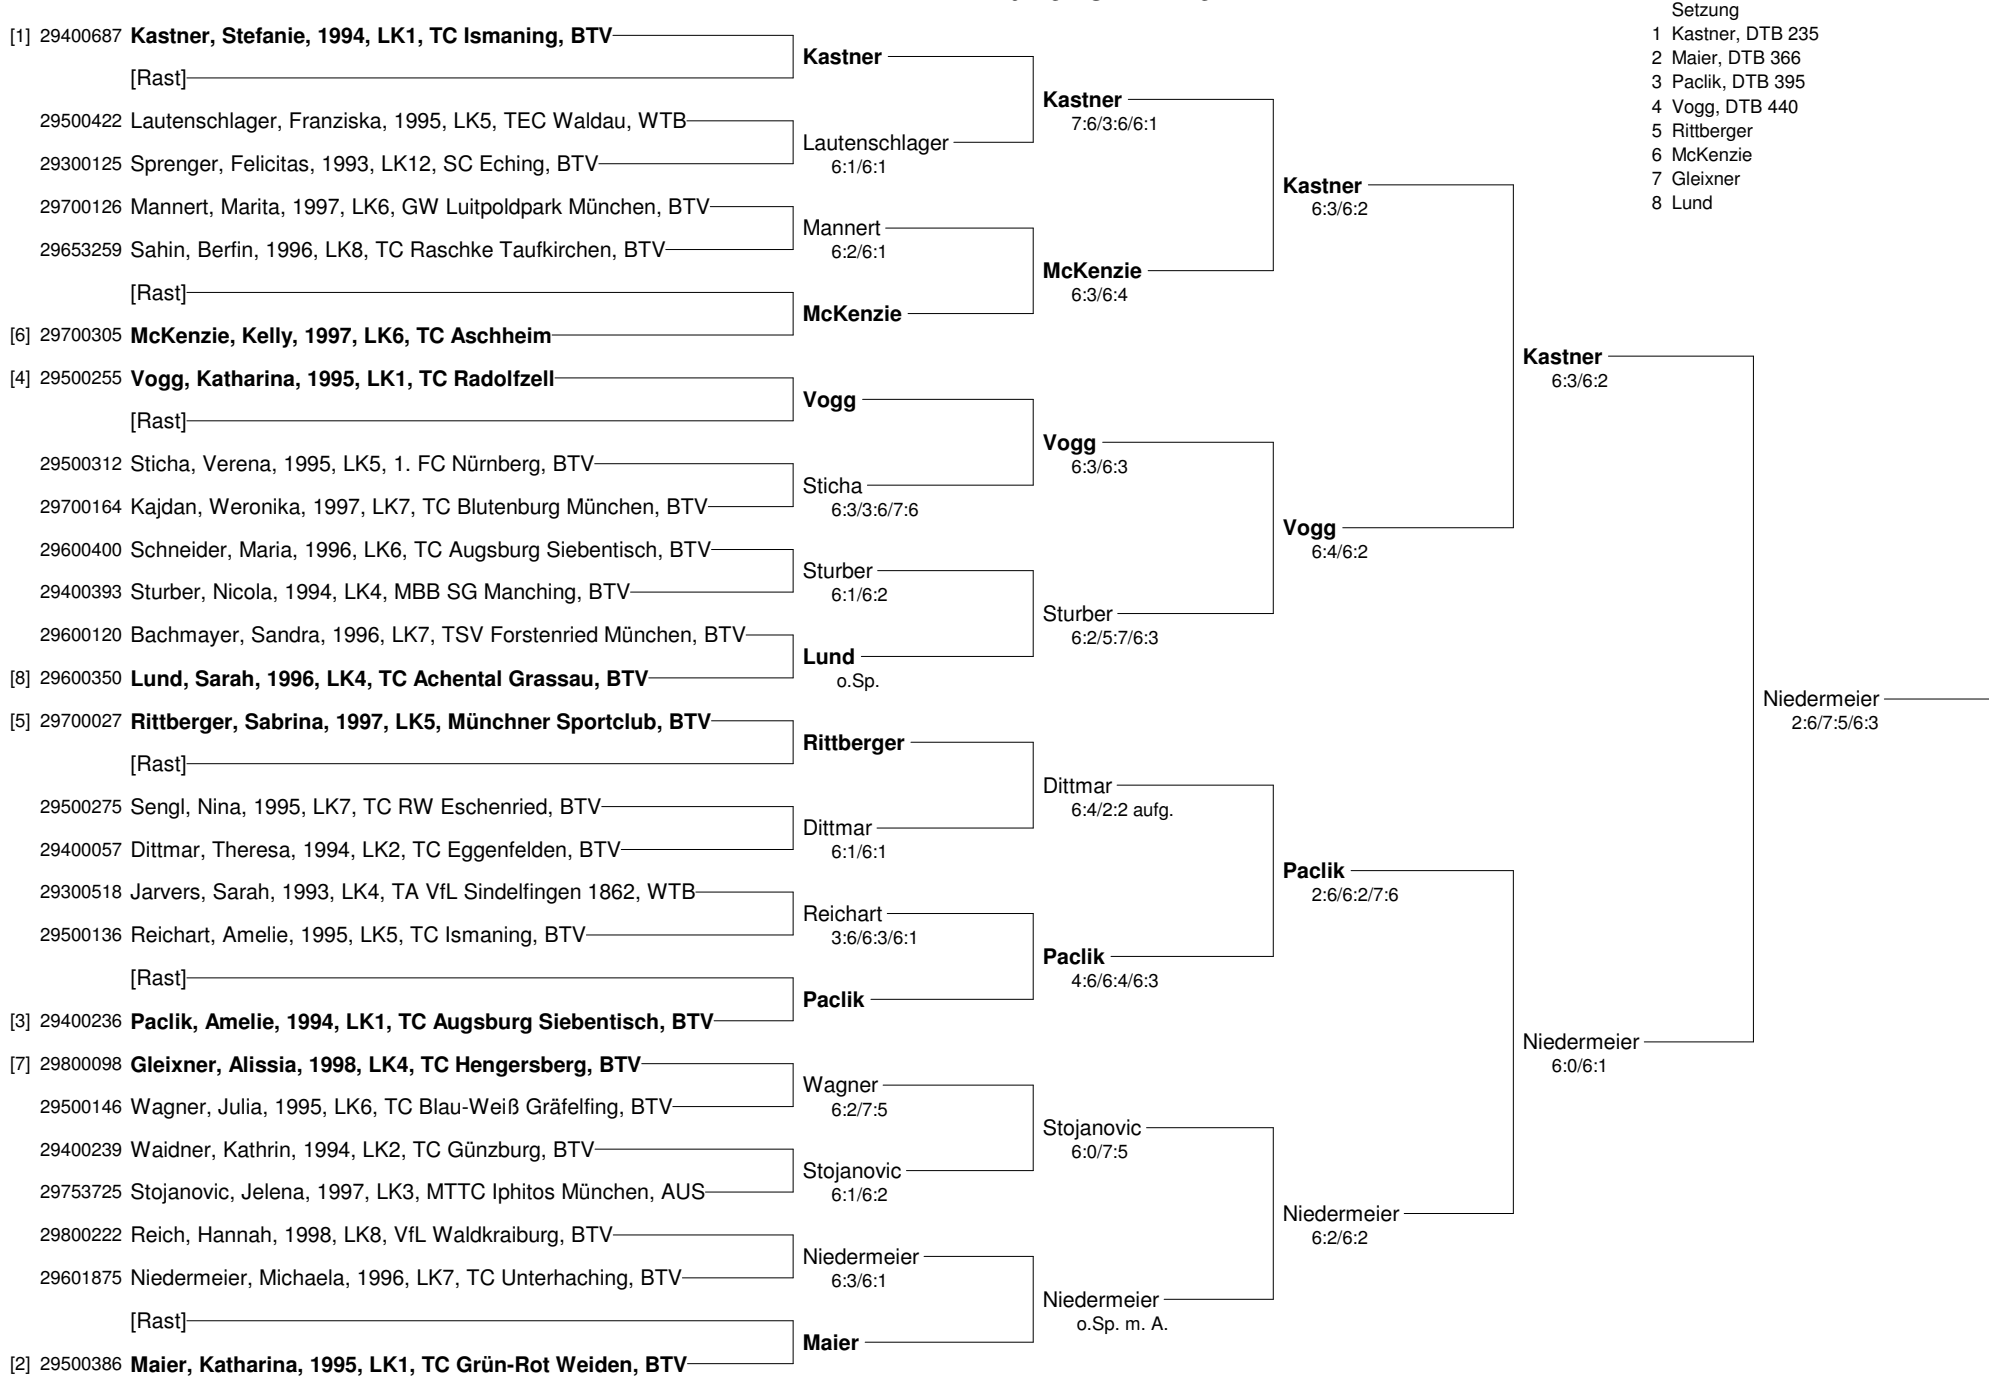 Setzung
1 Kastner, DTB 235
2 Maier, DTB 366
3 Paclik, DTB 395
4 Vogg, DTB 440
5 Rittberger
6 McKenzie
7 Gleixner
8 Lund
[1] 29400687 Kastner, Stefanie, 1994, LK1, TC Ismaning, BTV
[Rast]
29500422 Lautenschlager, Franziska, 1995, LK5, TEC Waldau, WTB
29300125 Sprenger, Felicitas, 1993, LK12, SC Eching, BTV
29700126 Mannert, Marita, 1997, LK6, GW Luitpoldpark München, BTV
29653259 Sahin, Berfin, 1996, LK8, TC Raschke Taufkirchen, BTV
[Rast]
[6] 29700305 McKenzie, Kelly, 1997, LK6, TC Aschheim
[4] 29500255 Vogg, Katharina, 1995, LK1, TC Radolfzell
[Rast]
29500312 Sticha, Verena, 1995, LK5, 1. FC Nürnberg, BTV
29700164 Kajdan, Weronika, 1997, LK7, TC Blutenburg München, BTV
29600400 Schneider, Maria, 1996, LK6, TC Augsburg Siebentisch, BTV
29400393 Sturber, Nicola, 1994, LK4, MBB SG Manching, BTV
29600120 Bachmayer, Sandra, 1996, LK7, TSV Forstenried München, BTV
[8] 29600350 Lund, Sarah, 1996, LK4, TC Achental Grassau, BTV
[5] 29700027 Rittberger, Sabrina, 1997, LK5, Münchner Sportclub, BTV
[Rast]
29500275 Sengl, Nina, 1995, LK7, TC RW Eschenried, BTV
29400057 Dittmar, Theresa, 1994, LK2, TC Eggenfelden, BTV
29300518 Jarvers, Sarah, 1993, LK4, TA VfL Sindelfingen 1862, WTB
29500136 Reichart, Amelie, 1995, LK5, TC Ismaning, BTV
[Rast]
[3] 29400236 Paclik, Amelie, 1994, LK1, TC Augsburg Siebentisch, BTV
[7] 29800098 Gleixner, Alissia, 1998, LK4, TC Hengersberg, BTV
29500146 Wagner, Julia, 1995, LK6, TC Blau-Weiß Gräfelfing, BTV
29400239 Waidner, Kathrin, 1994, LK2, TC Günzburg, BTV
29753725 Stojanovic, Jelena, 1997, LK3, MTTC Iphitos München, AUS
29800222 Reich, Hannah, 1998, LK8, VfL Waldkraiburg, BTV
29601875 Niedermeier, Michaela, 1996, LK7, TC Unterhaching, BTV
[Rast]
[2] 29500386 Maier, Katharina, 1995, LK1, TC Grün-Rot Weiden, BTV
Kastner
Lautenschlager
6:1/6:1
Mannert
6:2/6:1
McKenzie
Vogg
Sticha
6:3/3:6/7:6
Sturber
6:1/6:2
Lund
o.Sp.
Rittberger
Dittmar
6:1/6:1
Reichart
3:6/6:3/6:1
Paclik
Wagner
6:2/7:5
Stojanovic
6:1/6:2
Niedermeier
6:3/6:1
Maier
Kastner
7:6/3:6/6:1
McKenzie
6:3/6:4
Vogg
6:3/6:3
Sturber
6:2/5:7/6:3
Dittmar
6:4/2:2 aufg.
Paclik
4:6/6:4/6:3
Stojanovic
6:0/7:5
Niedermeier
o.Sp. m. A.
Kastner
6:3/6:2
Vogg
6:4/6:2
Paclik
2:6/6:2/7:6
Niedermeier
6:2/6:2
Kastner
6:3/6:2
Niedermeier
6:0/6:1
Niedermeier
2:6/7:5/6:3